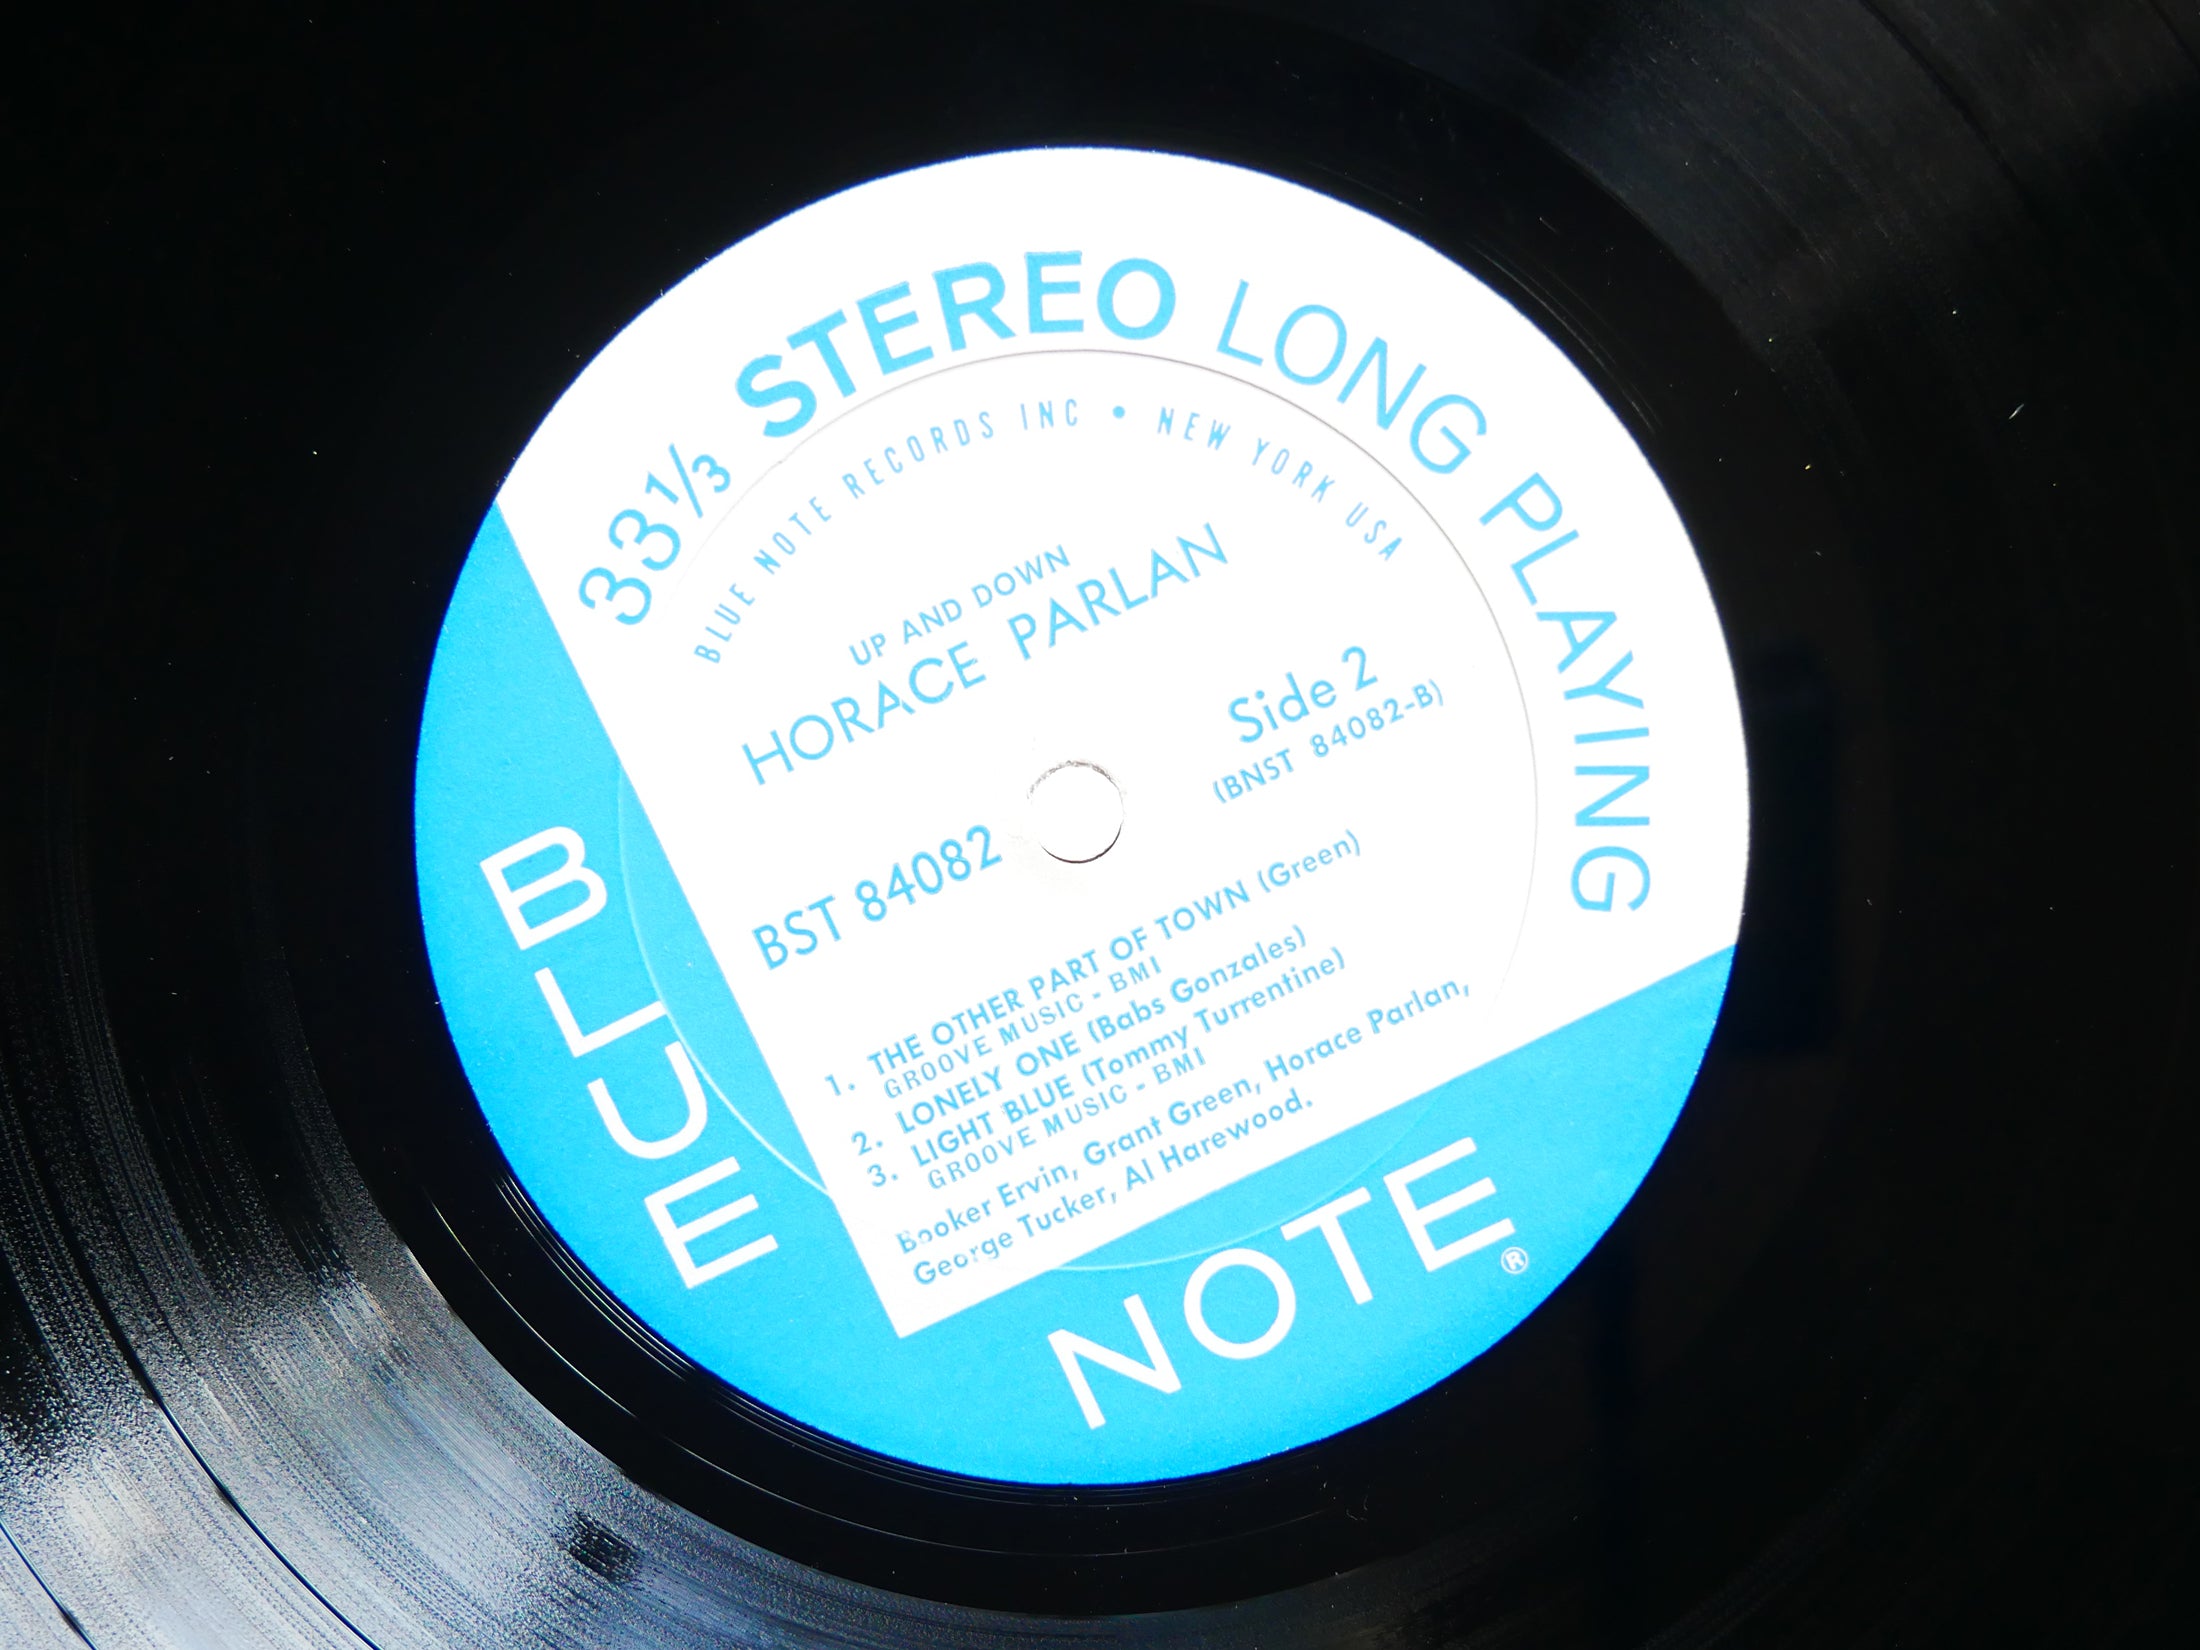 33⅓ STEREO LONG PLAYING
BLUE NOTE RECORDS INC • NEW YORK USA
UP AND DOWN
HORACE PARLAN
Side 2
(BNST 84082-B)
BST 84082
1. THE OTHER PART OF TOWN (Green)
GROOVE MUSIC - BMI
2. LONELY ONE (Babs Gonzales)
3. LIGHT BLUE (Tommy Turrentine)
GROOVE MUSIC - BMI
Booker Ervin, Grant Green, Horace Parlan,
George Tucker, Al Harewood.
BLUE
NOTE®